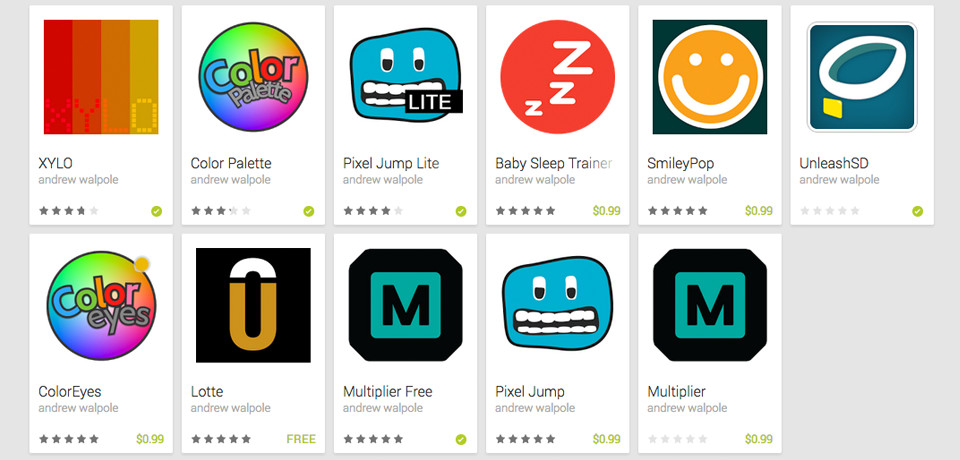 XYLO
Color
Palette
LITE
Z
Z
z
XYLO
andrew walpole
Color Palette
andrew walpole
Pixel Jump Lite
andrew walpole
Baby Sleep Trainer
andrew walpole
$0.99
SmileyPop
andrew walpole
$0.99
UnleashSD
andrew walpole
Color
eyes
U
M
M
ColorEyes
andrew walpole
$0.99
Lotte
andrew walpole
FREE
Multiplier Free
andrew walpole
Pixel Jump
andrew walpole
$0.99
Multiplier
andrew walpole
$0.99